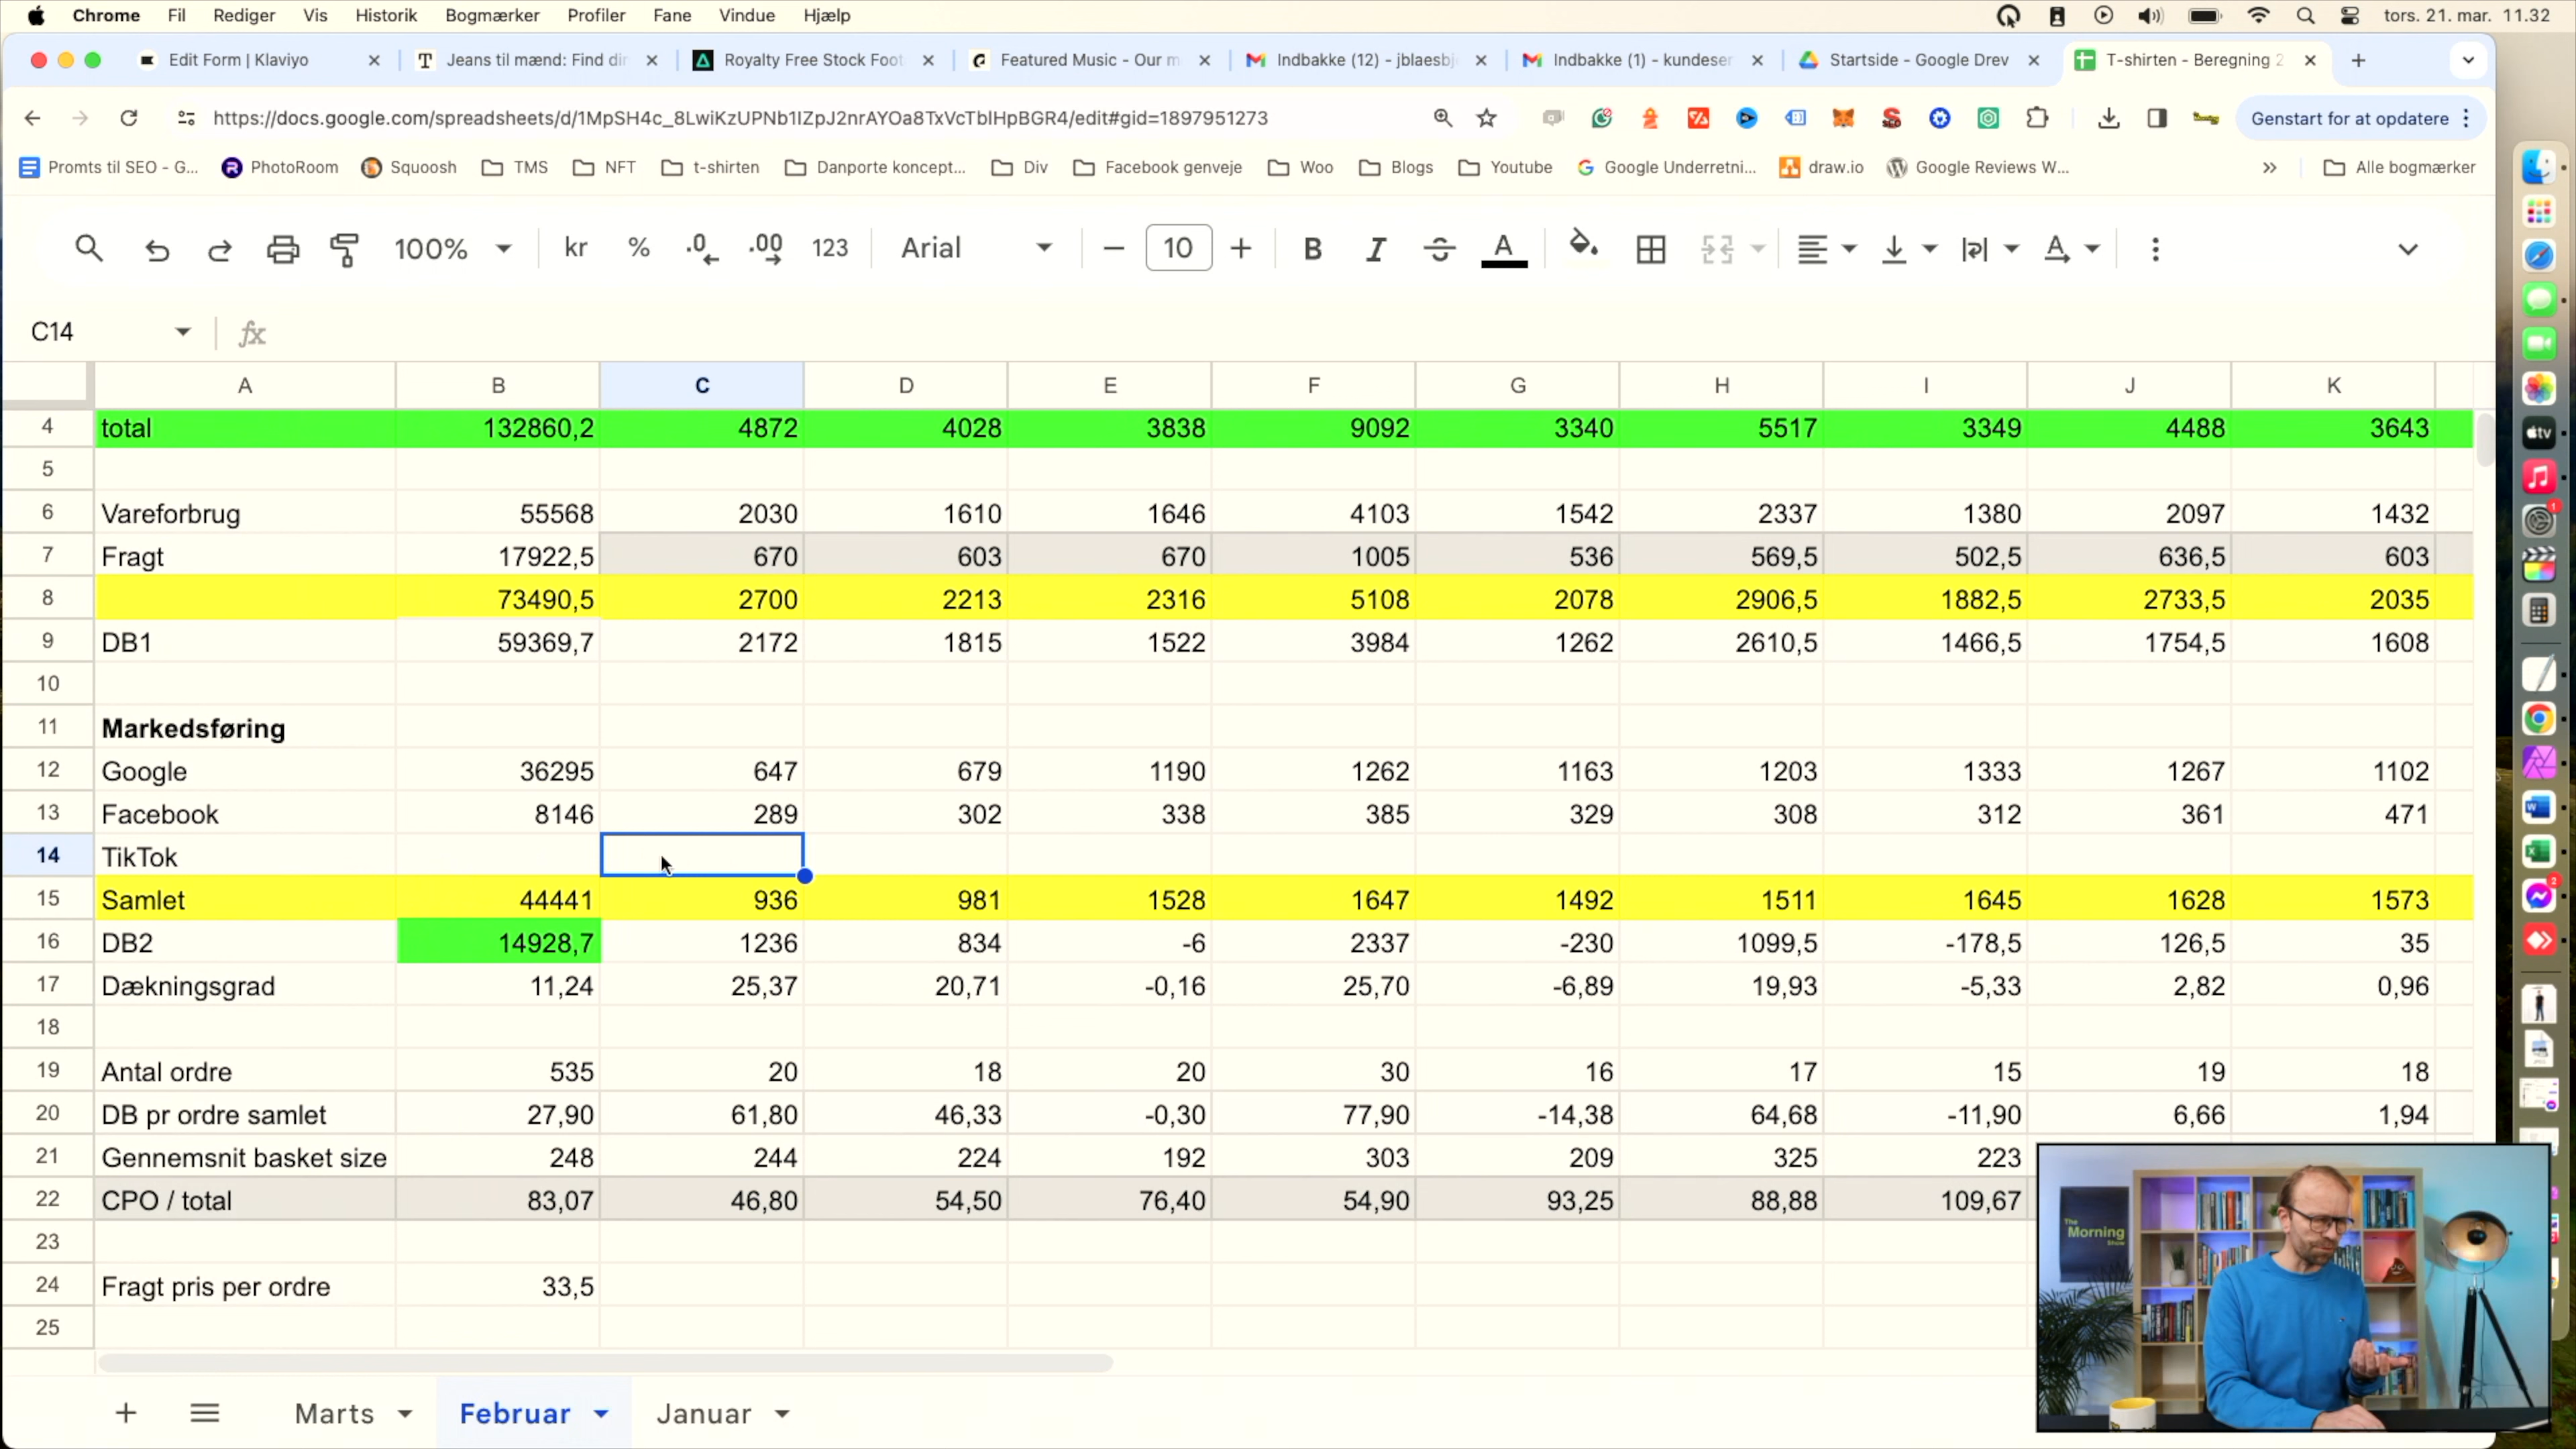 Chrome Fil Rediger Vis Historik Bogmærker Profiler Fane Vindue Hjælp tors. 21. mar. 11.32
Edit Form | Klaviyo Jeans til mænd: Find di Royalty Free Stock Foot Featured Music - Our m Indbakke (12) - jblaesbj Indbakke (1) - kundeser Startside - Google Drev T-shirten - Beregning 2
https://docs.google.com/spreadsheets/d/1MpSH4c_8LwiKzUPNb1IZpJ2nrAYOa8TxVcTblHpBGR4/edit#gid=1897951273 Genstart for at opdatere
Promts til SEO - G... PhotoRoom Squoosh TMS NFT t-shirten Danporte koncept... Div Facebook genveje Woo Blogs Youtube Google Underretni... draw.io Google Reviews W... » Alle bogmærker
100% kr % .0 .00 123 Arial 10 B I A
C14 fx
A B C D E F G H I J K
4 total 132860,2 4872 4028 3838 9092 3340 5517 3349 4488 3643
5
6 Vareforbrug 55568 2030 1610 1646 4103 1542 2337 1380 2097 1432
7 Fragt 17922,5 670 603 670 1005 536 569,5 502,5 636,5 603
8 73490,5 2700 2213 2316 5108 2078 2906,5 1882,5 2733,5 2035
9 DB1 59369,7 2172 1815 1522 3984 1262 2610,5 1466,5 1754,5 1608
10
11 Markedsføring
12 Google 36295 647 679 1190 1262 1163 1203 1333 1267 1102
13 Facebook 8146 289 302 338 385 329 308 312 361 471
14 TikTok
15 Samlet 44441 936 981 1528 1647 1492 1511 1645 1628 1573
16 DB2 14928,7 1236 834 -6 2337 -230 1099,5 -178,5 126,5 35
17 Dækningsgrad 11,24 25,37 20,71 -0,16 25,70 -6,89 19,93 -5,33 2,82 0,96
18
19 Antal ordre 535 20 18 20 30 16 17 15 19 18
20 DB pr ordre samlet 27,90 61,80 46,33 -0,30 77,90 -14,38 64,68 -11,90 6,66 1,94
21 Gennemsnit basket size 248 244 224 192 303 209 325 223
22 CPO / total 83,07 46,80 54,50 76,40 54,90 93,25 88,88 109,67
23
24 Fragt pris per ordre 33,5
25
The
Morning
Show
Marts Februar Januar